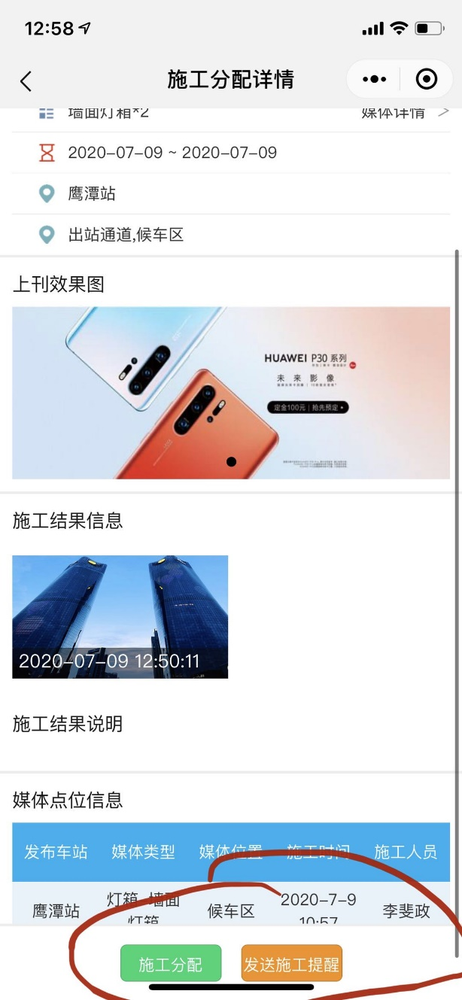 12:58
施工分配详情
墙面灯箱*2 媒体详情 >
2020-07-09 ~ 2020-07-09
鹰潭站
出站通道,候车区
上刊效果图
HUAWEI P30 系列
未来影像
定金100元 | 抢先预定
施工结果信息
2020-07-09 12:50:11
施工结果说明
媒体点位信息
发布车站 媒体类型 媒体位置 施工时间 施工人员
鹰潭站 灯箱-墙面灯箱 候车区 2020-7-9 10:57 李斐政
施工分配 发送施工提醒